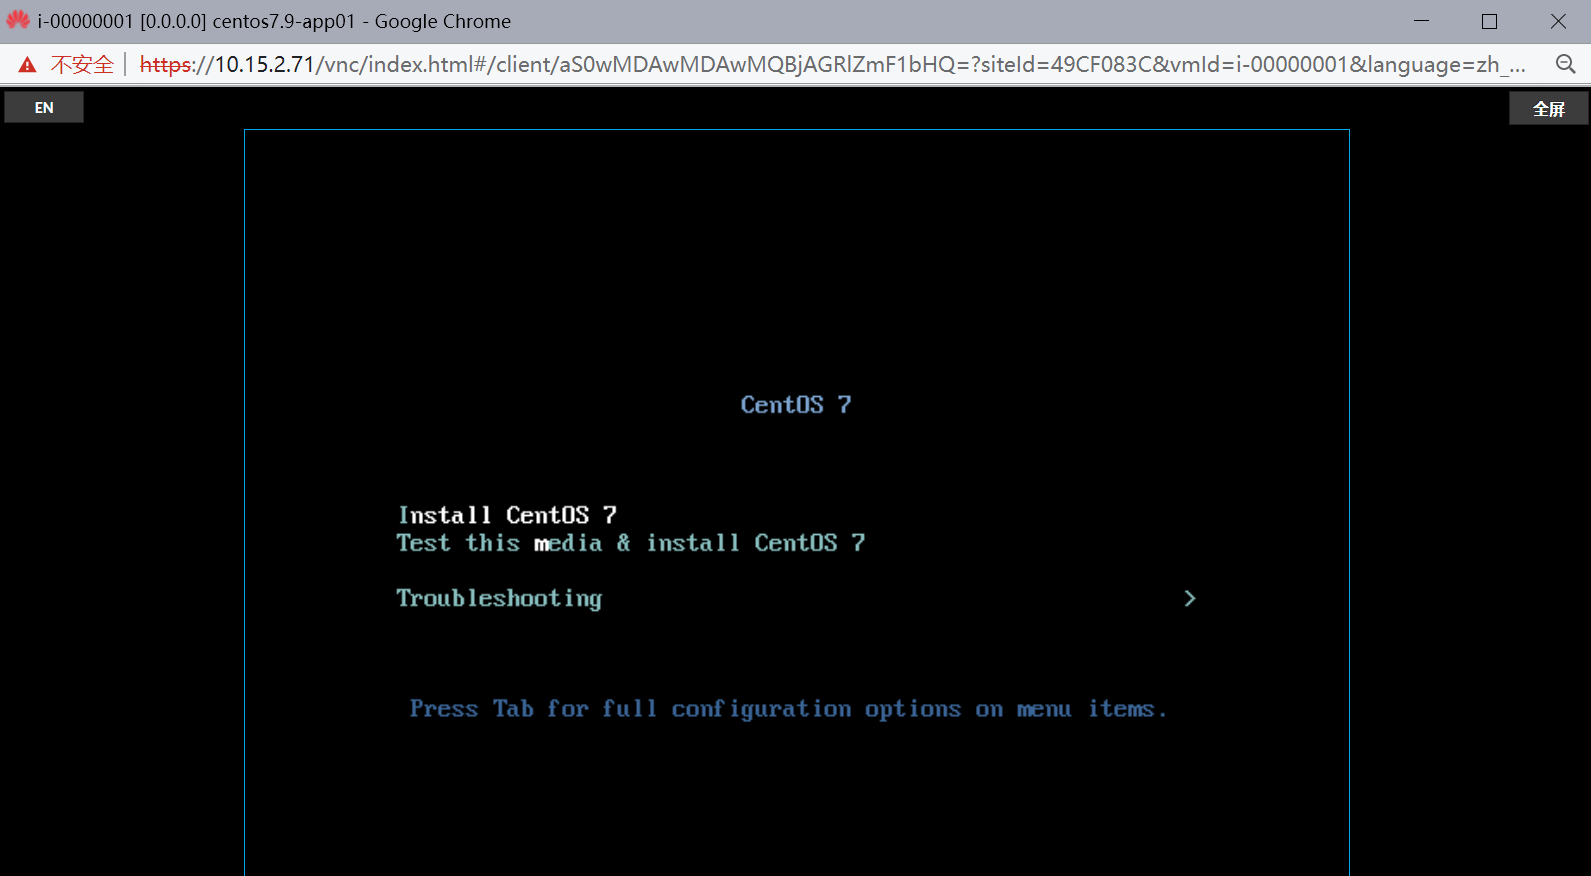 i-00000001 [0.0.0.0] centos7.9-app01 - Google Chrome
不安全 https://10.15.2.71/vnc/index.html#/client/aS0wMDAwMDAwMQBjAGRlZmF1bHQ=?siteId=49CF083C&vmId=i-00000001&language=zh_...
EN 全屏
CentOS 7
Install CentOS 7
Test this media & install CentOS 7
Troubleshooting >
Press Tab for full configuration options on menu items.